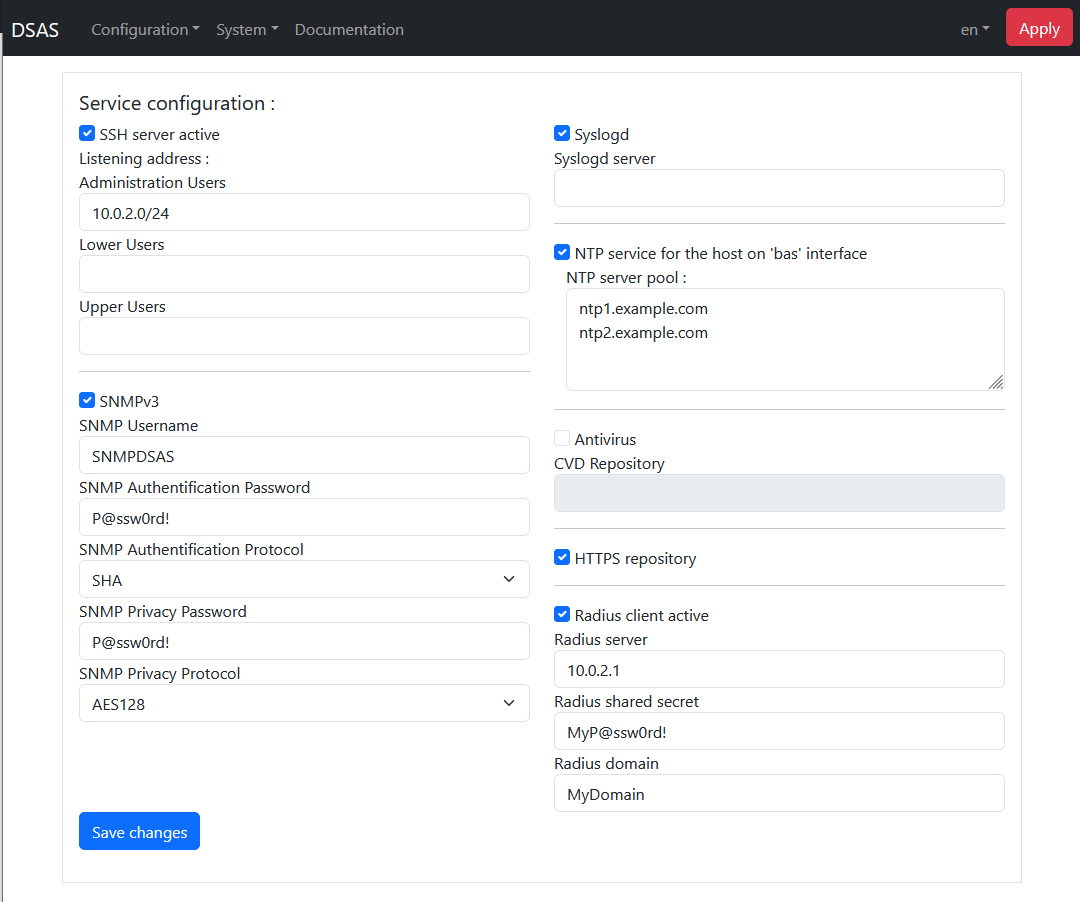 DSAS Configuration System Documentation en Apply
Service configuration :
SSH server active
Listening address :
Administration Users
10.0.2.0/24
Lower Users
Upper Users
SNMPv3
SNMP Username
SNMPDSAS
SNMP Authentification Password
P@ssw0rd!
SNMP Authentification Protocol
SHA
SNMP Privacy Password
P@ssw0rd!
SNMP Privacy Protocol
AES128
Syslogd
Syslogd server
NTP service for the host on 'bas' interface
NTP server pool :
ntp1.example.com
ntp2.example.com
Antivirus
CVD Repository
HTTPS repository
Radius client active
Radius server
10.0.2.1
Radius shared secret
MyP@ssw0rd!
Radius domain
MyDomain
Save changes